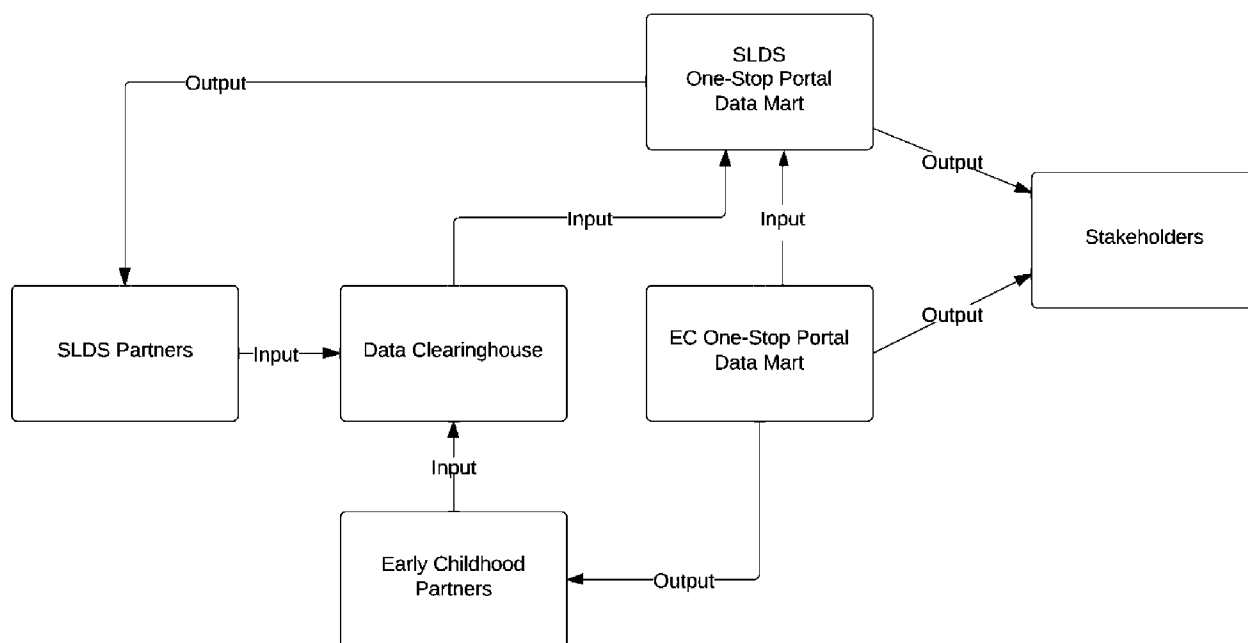 SLDS
One-Stop Portal
Data Mart
Output
Output
Stakeholders
Input
Input
SLDS Partners
Input
Data Clearinghouse
EC One-Stop Portal
Data Mart
Output
Input
Early Childhood
Partners
Output